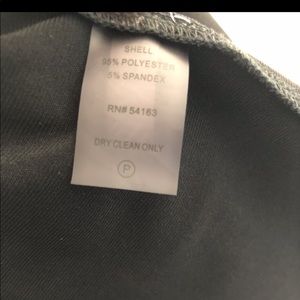 SHELL
95% POLYESTER
5% SPANDEX
RN# 54163
DRY CLEAN ONLY
P